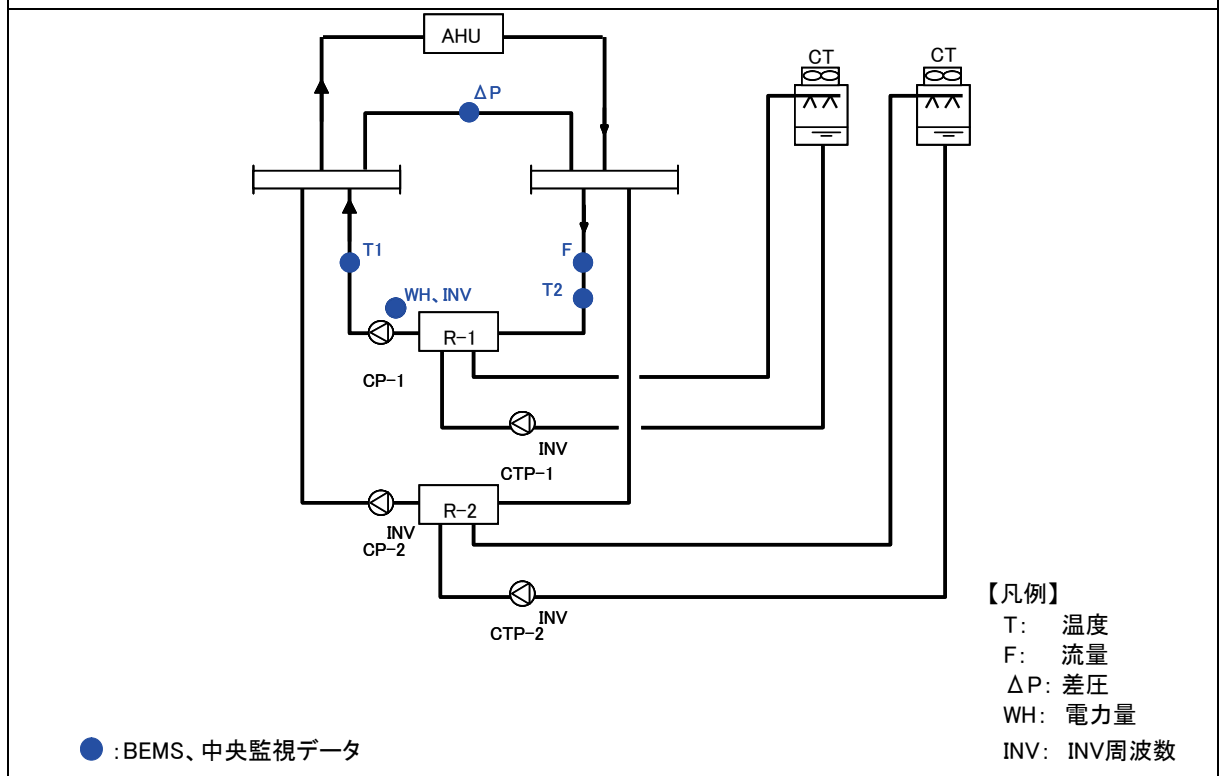 AHU
CT
CT
ΔP
T1
F
T2
WH、INV
R-1
CP-1
INV
CTP-1
R-2
INV
CP-2
INV
CTP-2
【凡例】
T: 温度
F: 流量
ΔP: 差圧
WH: 電力量
INV: INV周波数
:BEMS、中央監視データ